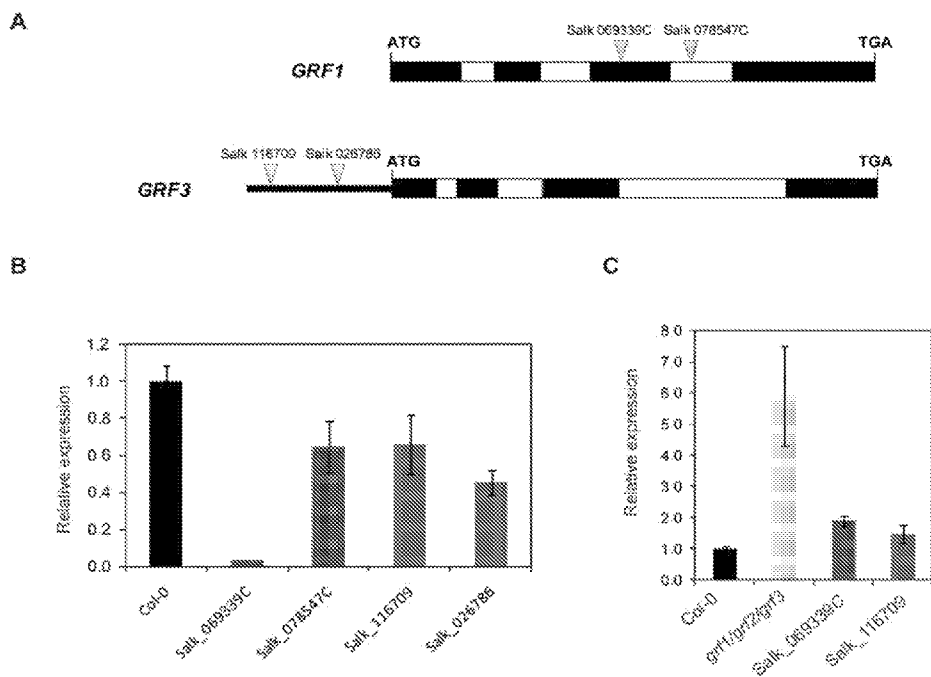 A
Salk 069339C Salk 078547C
ATG TGA
GRF1
Salk 116709 Salk 026786
ATG TGA
GRF3
B
C
Relative expression
1.2
1.0
0.8
0.6
0.4
0.2
0.0
Col-0
Salk_069339C
Salk_078547C
Salk_116709
Salk_026786
Relative expression
8.0
7.0
6.0
5.0
4.0
3.0
2.0
1.0
0.0
Col-0
grf1/grf2/grf3
Salk_069339C
Salk_116709